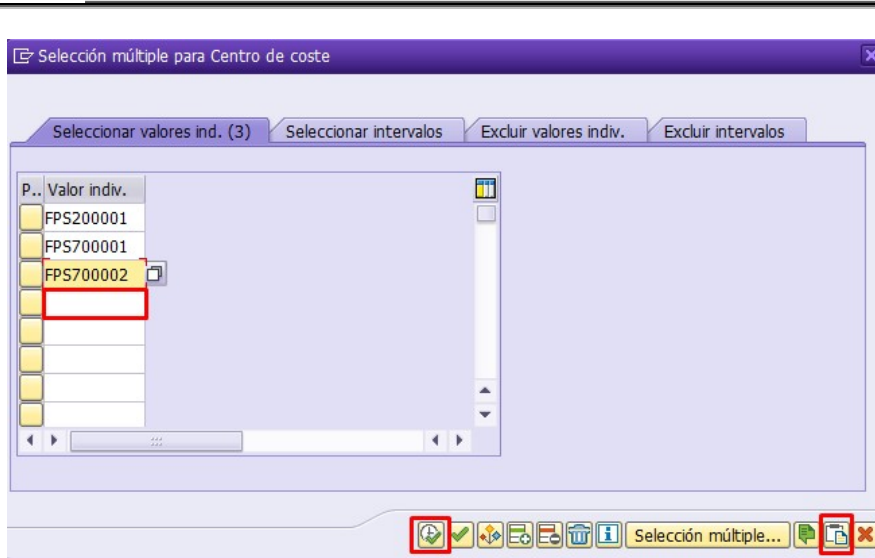 Selección múltiple para Centro de coste
Seleccionar valores ind. (3) Seleccionar intervalos Excluir valores indiv. Excluir intervalos
P.. Valor indiv.
FPS200001
FPS700001
FPS700002
Selección múltiple...